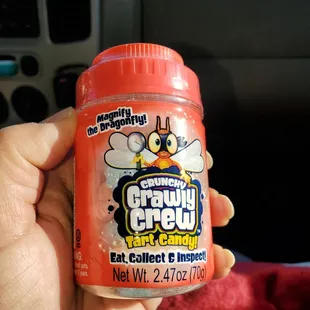 Magnify
the Dragonfly!
CRUNCHY
Crawly
Crew
Tart Candy!
Eat, Collect & Inspect!
Net Wt. 2.47oz (70g)